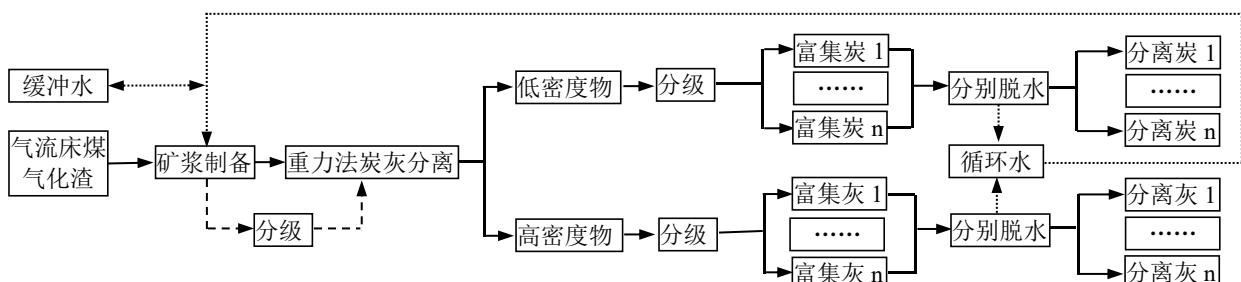 缓冲水
气流床煤
气化渣
矿浆制备
分级
重力法炭灰分离
低密度物
分级
富集炭 1
……
富集炭 n
分别脱水
分离炭 1
……
分离炭 n
循环水
高密度物
分级
富集灰 1
……
富集灰 n
分别脱水
分离灰 1
……
分离灰 n